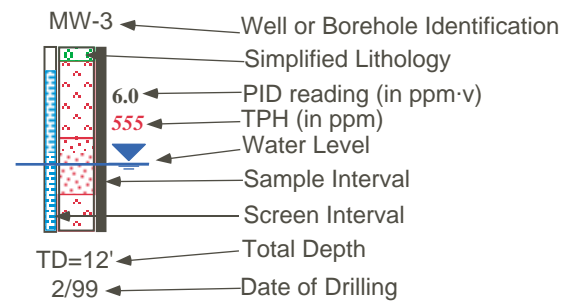 MW-3 Well or Borehole Identification
Simplified Lithology
6.0 PID reading (in ppm·v)
555 TPH (in ppm)
Water Level
Sample Interval
Screen Interval
TD=12' Total Depth
2/99 Date of Drilling